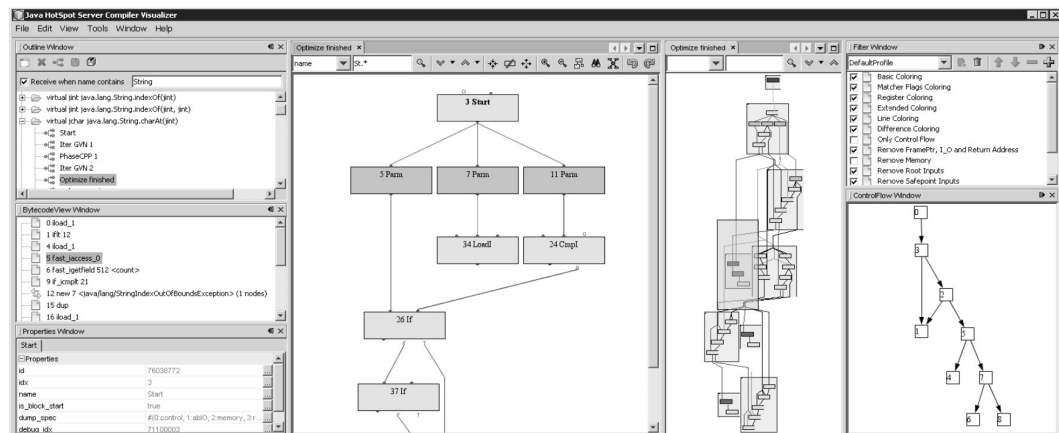 Java HotSpot Server Compiler Visualizer
File Edit View Tools Window Help
Outline Window
Receive when name contains String
virtual jint java.lang.String.indexOf(jint)
virtual jint java.lang.String.indexOf(jint, jint)
virtual jchar java.lang.String.charAt(jint)
Start
Iter GVN 1
PhaseCPP 1
Iter GVN 2
Optimize finished
BytecodeView Window
0 iload_1
1 iflt 12
4 iload_1
5 fast_iaccess_0
6 fast_igetfield 512 <count>
9 if_icmplt 21
12 new 7 <java/lang/StringIndexOutOfBoundsException> (1 nodes)
15 dup
16 iload_1
Properties Window
Start
Properties
id 76038772
idx 3
name Start
is_block_start true
dump_spec #(0:control, 1:abIO, 2:memory, 3:r...
debug_idx 71100003
Optimize finished
name St.*
3 Start
5 Parm
7 Parm
11 Parm
34 LoadI
24 CmpI
26 If
37 If
Optimize finished
Filter Window
DefaultProfile
Basic Coloring
Matcher Flags Coloring
Register Coloring
Extended Coloring
Line Coloring
Difference Coloring
Only Control Flow
Remove FramePtr, I_O and Return Address
Remove Memory
Remove Root Inputs
Remove Safepoint Inputs
ControlFlow Window
0
3
2
1
5
4
7
6
8